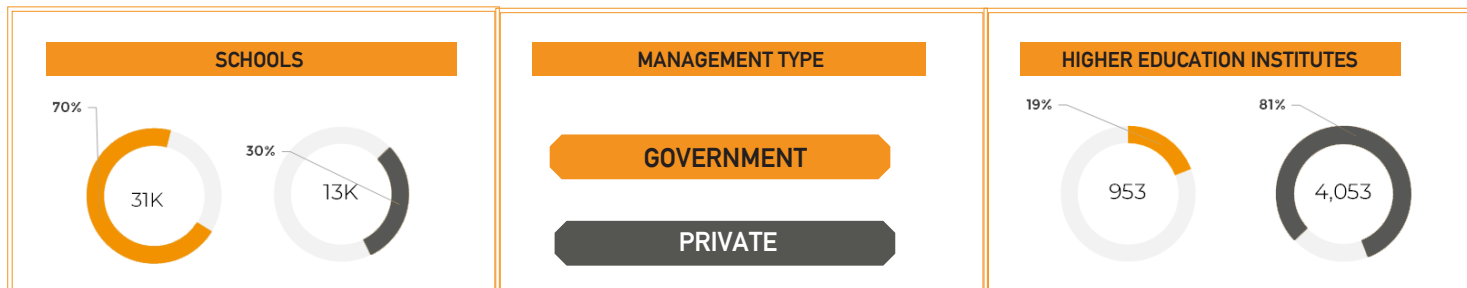 SCHOOLS
70%
31K
30%
13K
MANAGEMENT TYPE
GOVERNMENT
PRIVATE
HIGHER EDUCATION INSTITUTES
19%
953
81%
4,053